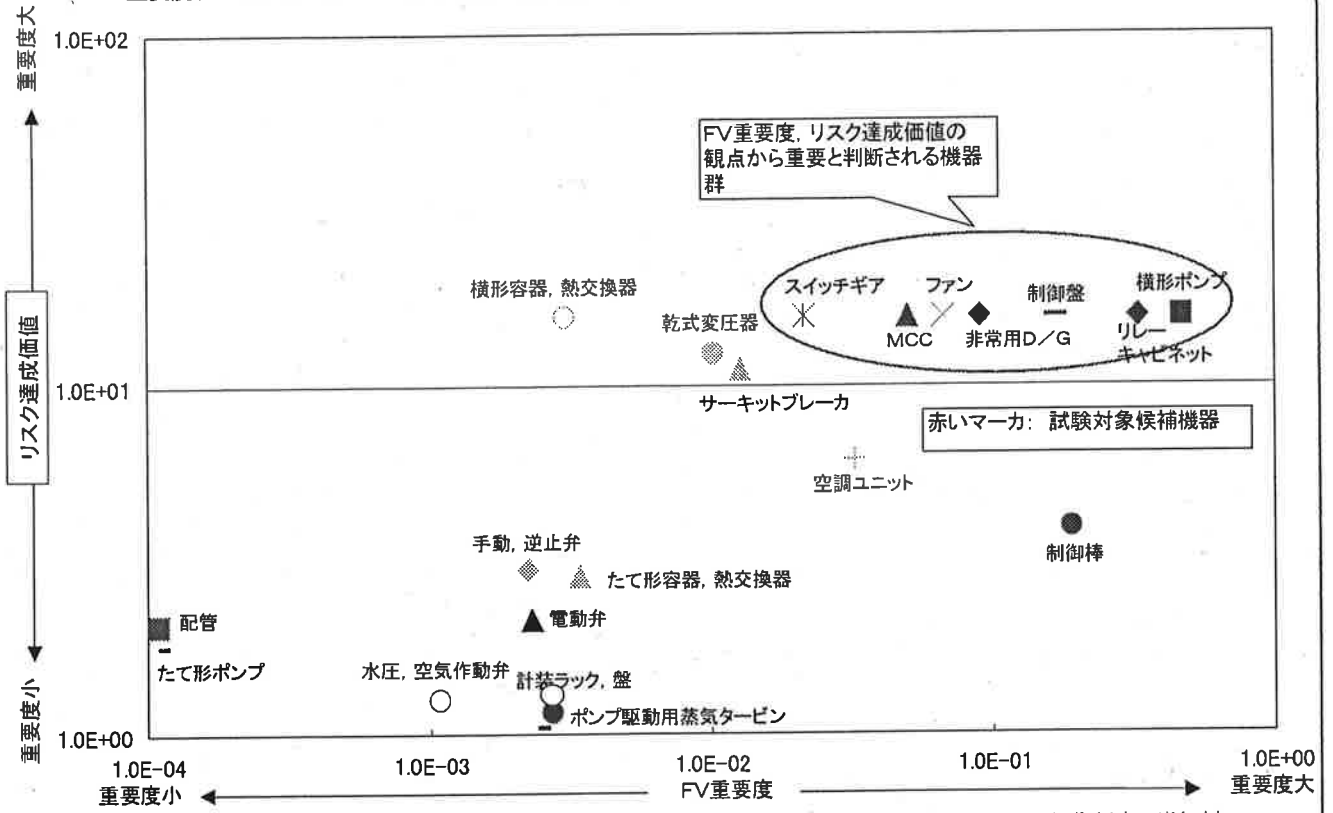 重要度大
1.0E+02
FV重要度, リスク達成価値の
観点から重要と判断される機器
群
スイッチギア
ファン
制御盤
横形ポンプ
横形容器, 熱交換器
乾式変圧器
MCC
非常用D／G
リレー
キャビネット
1.0E+01
サーキットブレーカ
赤いマーカ: 試験対象候補機器
リスク達成価値
空調ユニット
制御棒
手動, 逆止弁
たて形容器, 熱交換器
配管
電動弁
たて形ポンプ
水圧, 空気作動弁
計装ラック, 盤
ポンプ駆動用蒸気タービン
重要度小
1.0E+00
1.0E-04
1.0E-03
1.0E-02
1.0E-01
1.0E+00
重要度小
FV重要度
重要度大